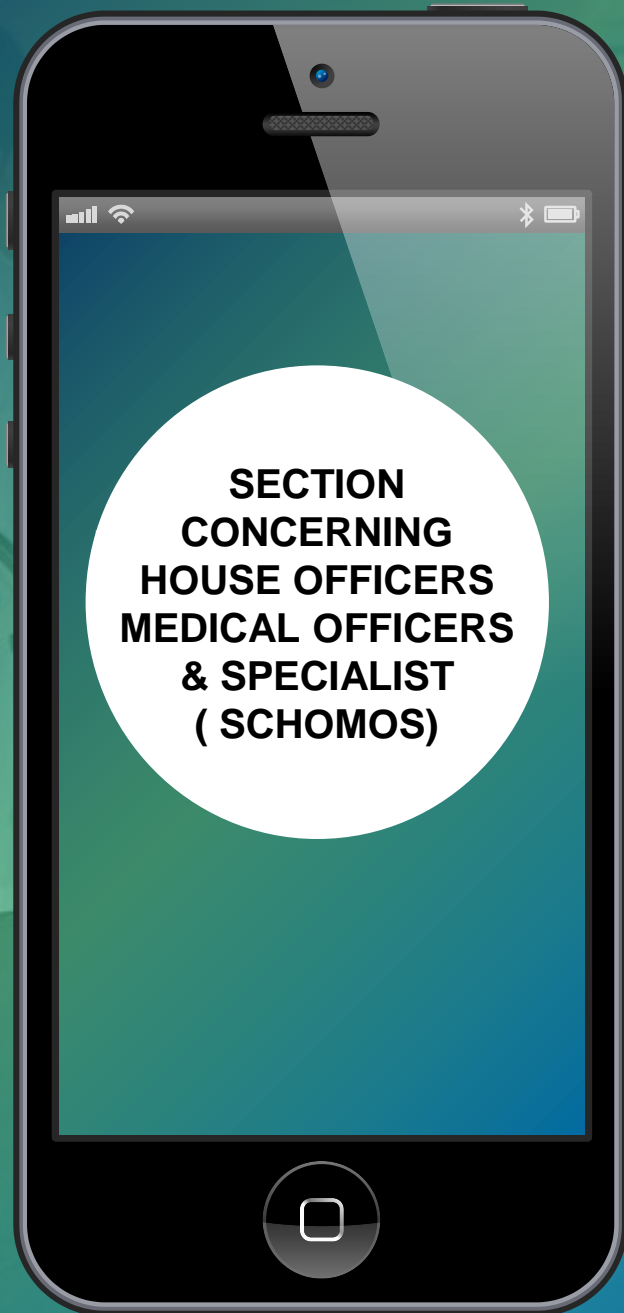 SECTION
CONCERNING
HOUSE OFFICERS
MEDICAL OFFICERS
& SPECIALIST
( SCHOMOS)